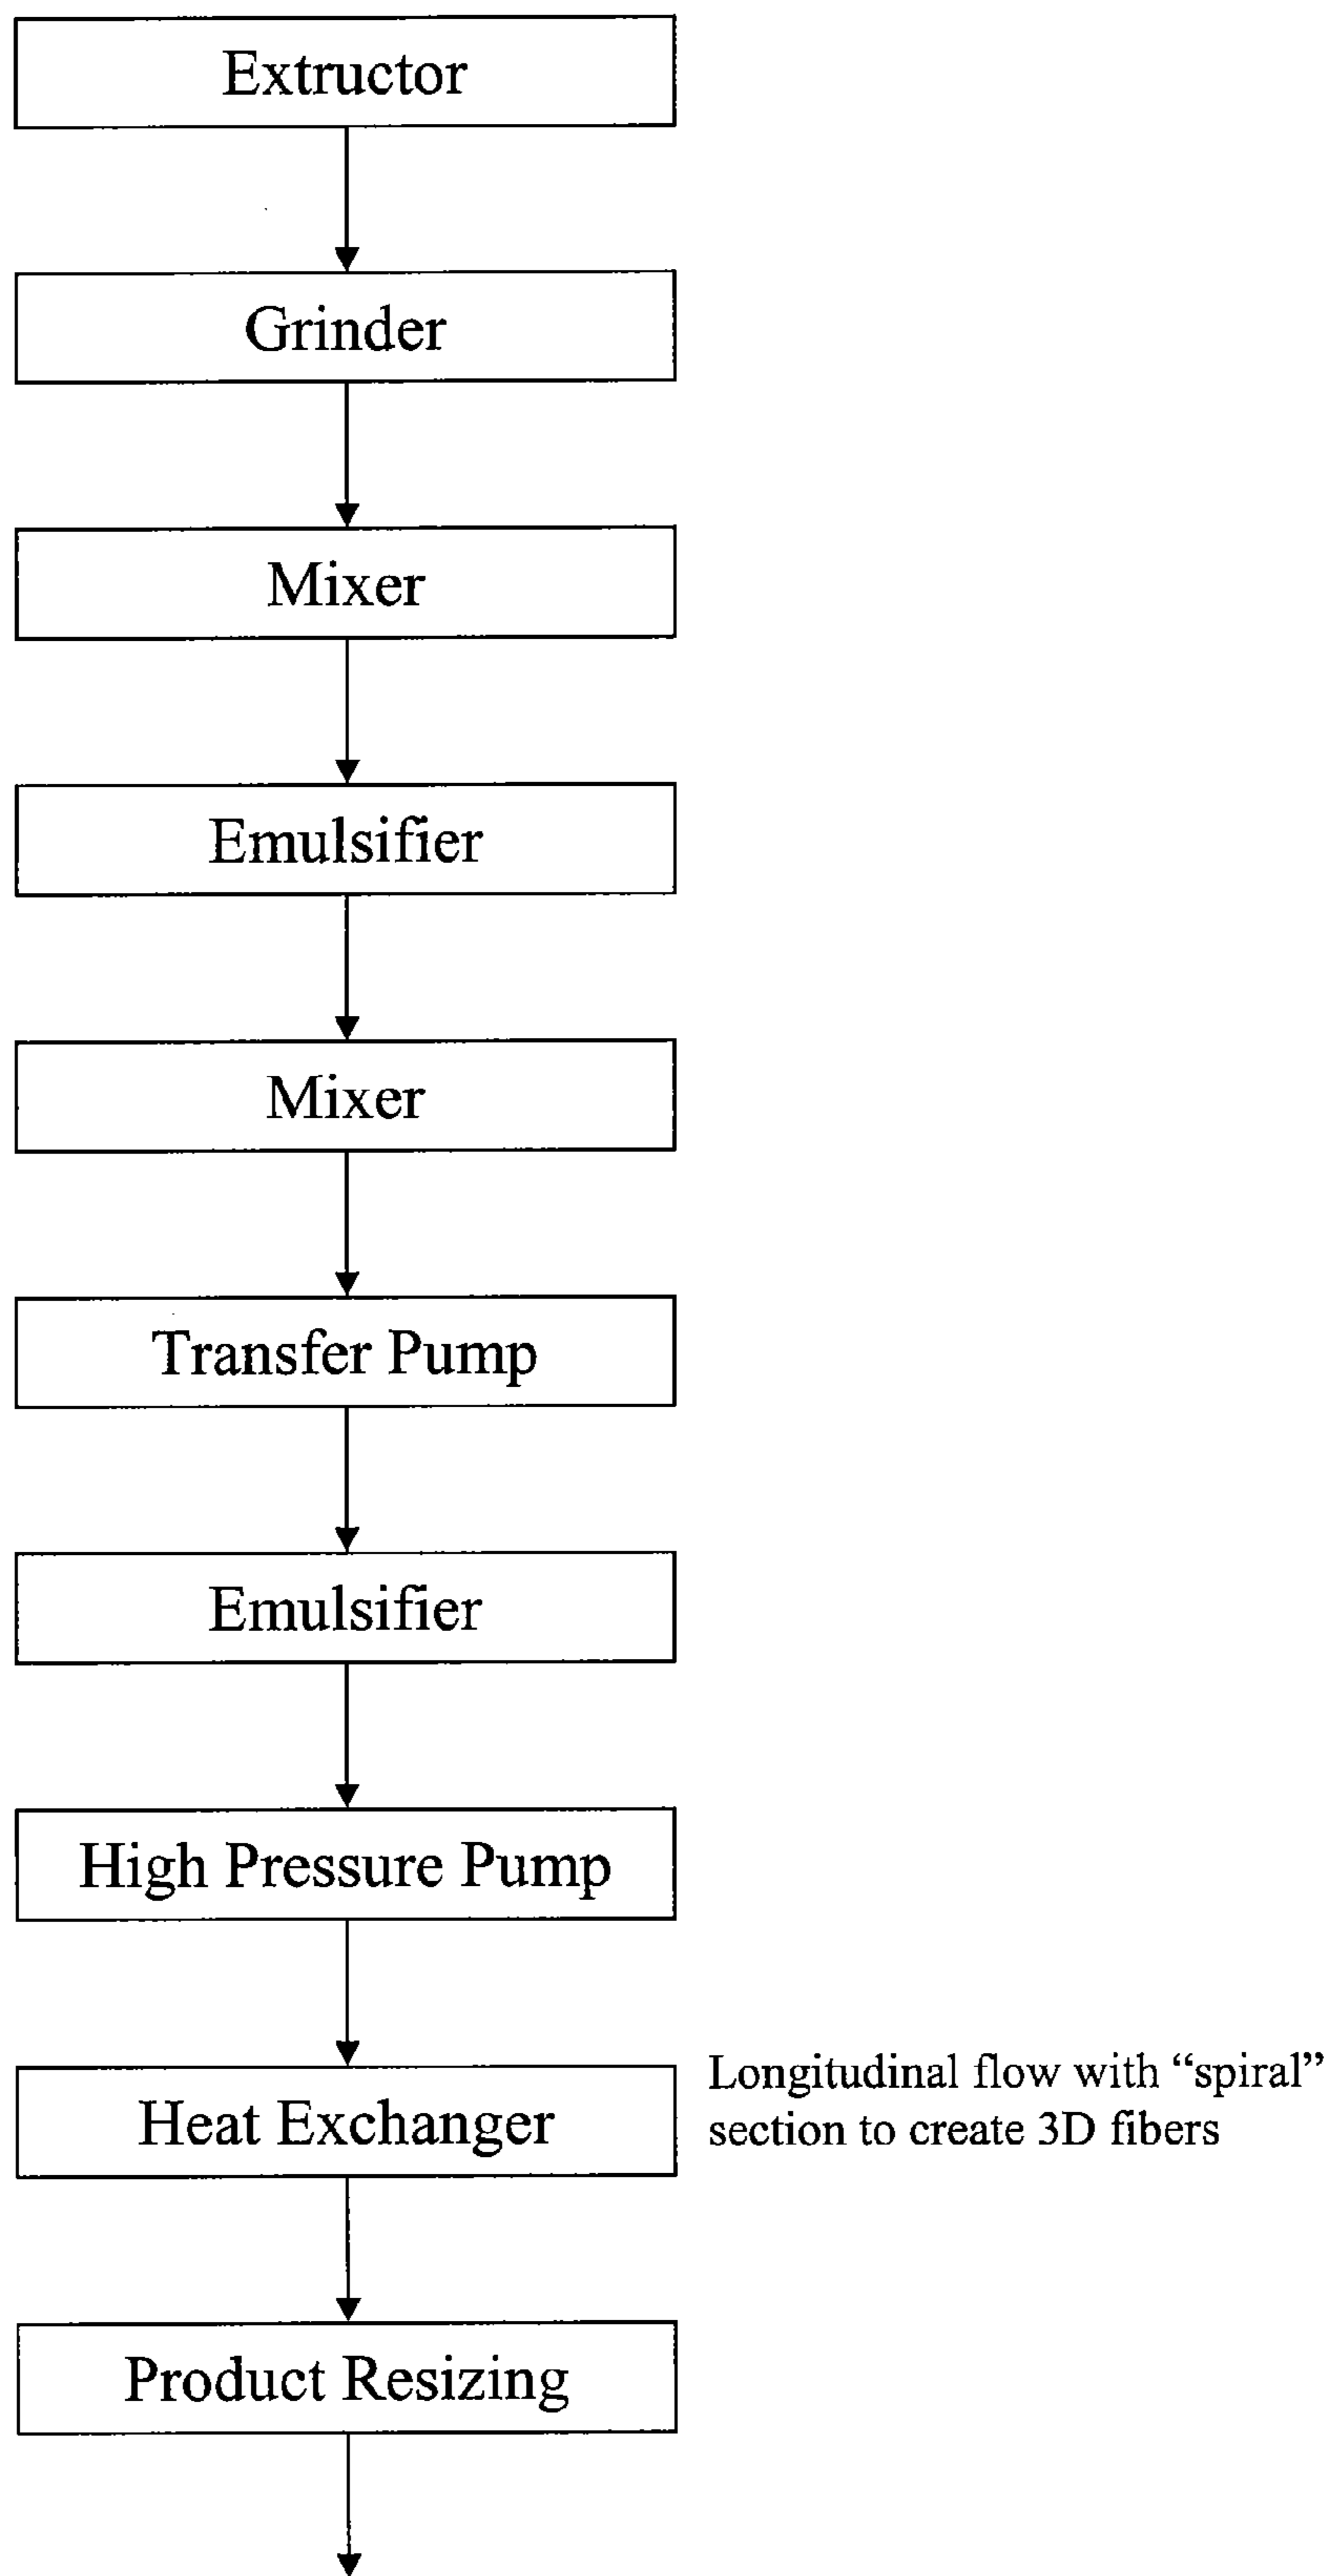 Extructor
Grinder
Mixer
Emulsifier
Mixer
Transfer Pump
Emulsifier
High Pressure Pump
Heat Exchanger
Longitudinal flow with “spiral”
section to create 3D fibers
Product Resizing